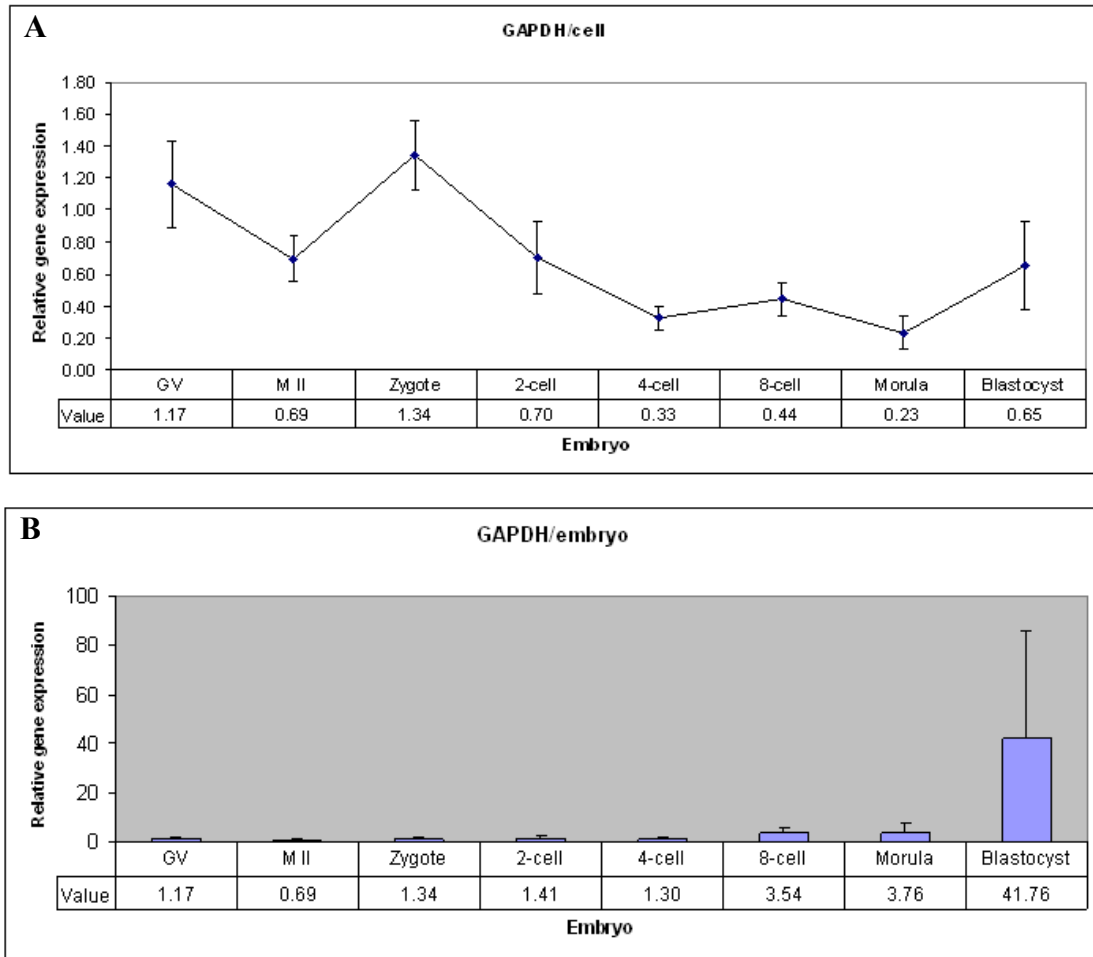 A
GAPDH/cell
Relative gene expression
1.80
1.60
1.40
1.20
1.00
0.80
0.60
0.40
0.20
0.00
GV M II Zygote 2-cell 4-cell 8-cell Morula Blastocyst
Value 1.17 0.69 1.34 0.70 0.33 0.44 0.23 0.65
Embryo
B
GAPDH/embryo
Relative gene expression
100
80
60
40
20
0
GV M II Zygote 2-cell 4-cell 8-cell Morula Blastocyst
Value 1.17 0.69 1.34 1.41 1.30 3.54 3.76 41.76
Embryo